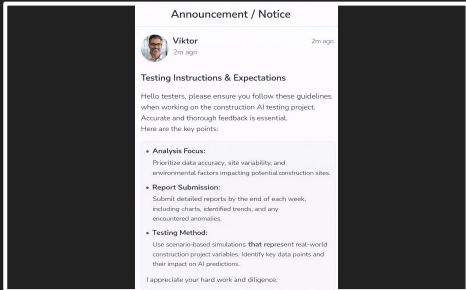 Announcement / Notice
Viktor
2m ago
2m ago
Testing Instructions & Expectations
Hello testers, please ensure you follow these guidelines
when working on the construction AI testing project.
Accurate and thorough feedback is essential.
Here are the key points:
• Analysis Focus:
Prioritize data accuracy, site variability, and
environmental factors impacting potential construction sites.
• Report Submission:
Submit detailed reports by the end of each week,
including charts, identified trends, and any
encountered anomalies.
• Testing Method:
Use scenario-based simulations that represent real-world
construction project variables. Identify key data points and
their impact on AI predictions.
I appreciate your hard work and diligence.